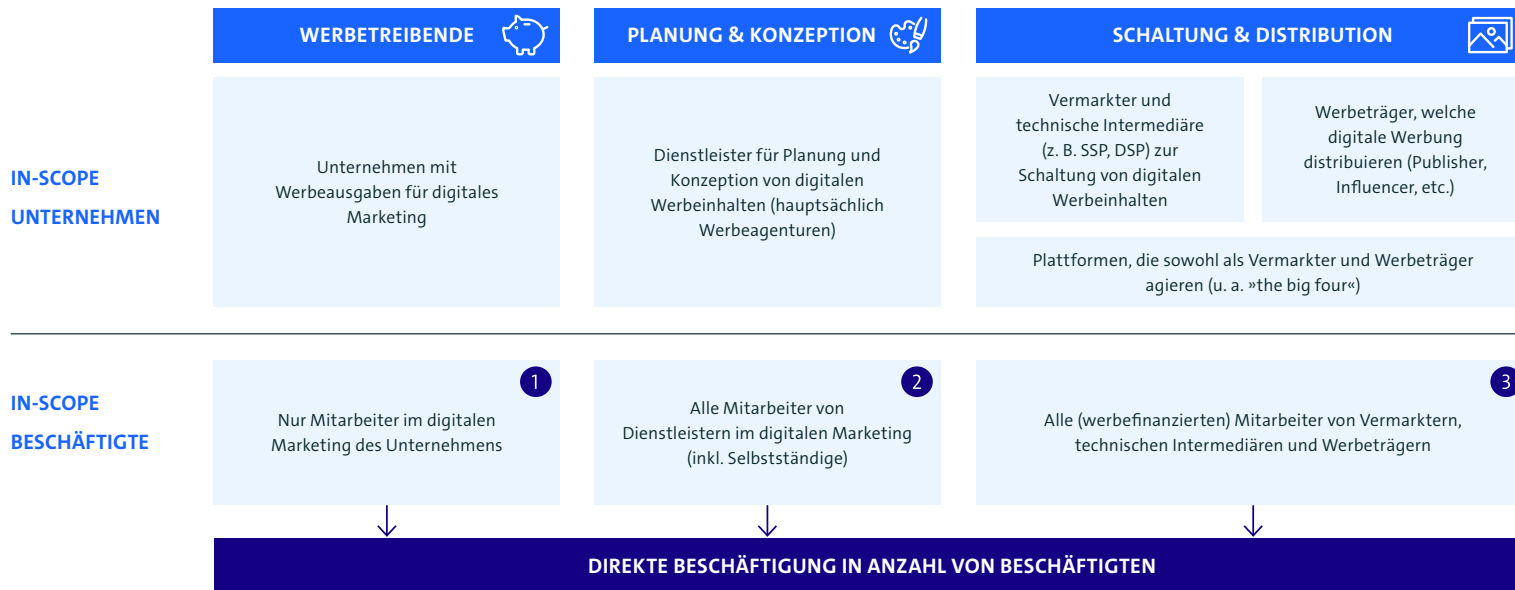 WERBETREIBENDE
PLANUNG & KONZEPTION
SCHALTUNG & DISTRIBUTION
IN-SCOPE
UNTERNEHMEN
Unternehmen mit
Werbeausgaben für digitales
Marketing
Dienstleister für Planung und
Konzeption von digitalen
Werbeinhalten (hauptsächlich
Werbeagenturen)
Vermarkter und
technische Intermediäre
(z. B. SSP, DSP) zur
Schaltung von digitalen
Werbeinhalten
Werbeträger, welche
digitale Werbung
distribuieren (Publisher,
Influencer, etc.)
Plattformen, die sowohl als Vermarkter und Werbeträger
agieren (u. a. »the big four«)
IN-SCOPE
BESCHÄFTIGTE
1
Nur Mitarbeiter im digitalen
Marketing des Unternehmens
2
Alle Mitarbeiter von
Dienstleistern im digitalen Marketing
(inkl. Selbstständige)
3
Alle (werbefinanzierten) Mitarbeiter von Vermarktern,
technischen Intermediären und Werbeträgern
DIREKTE BESCHÄFTIGUNG IN ANZAHL VON BESCHÄFTIGTEN